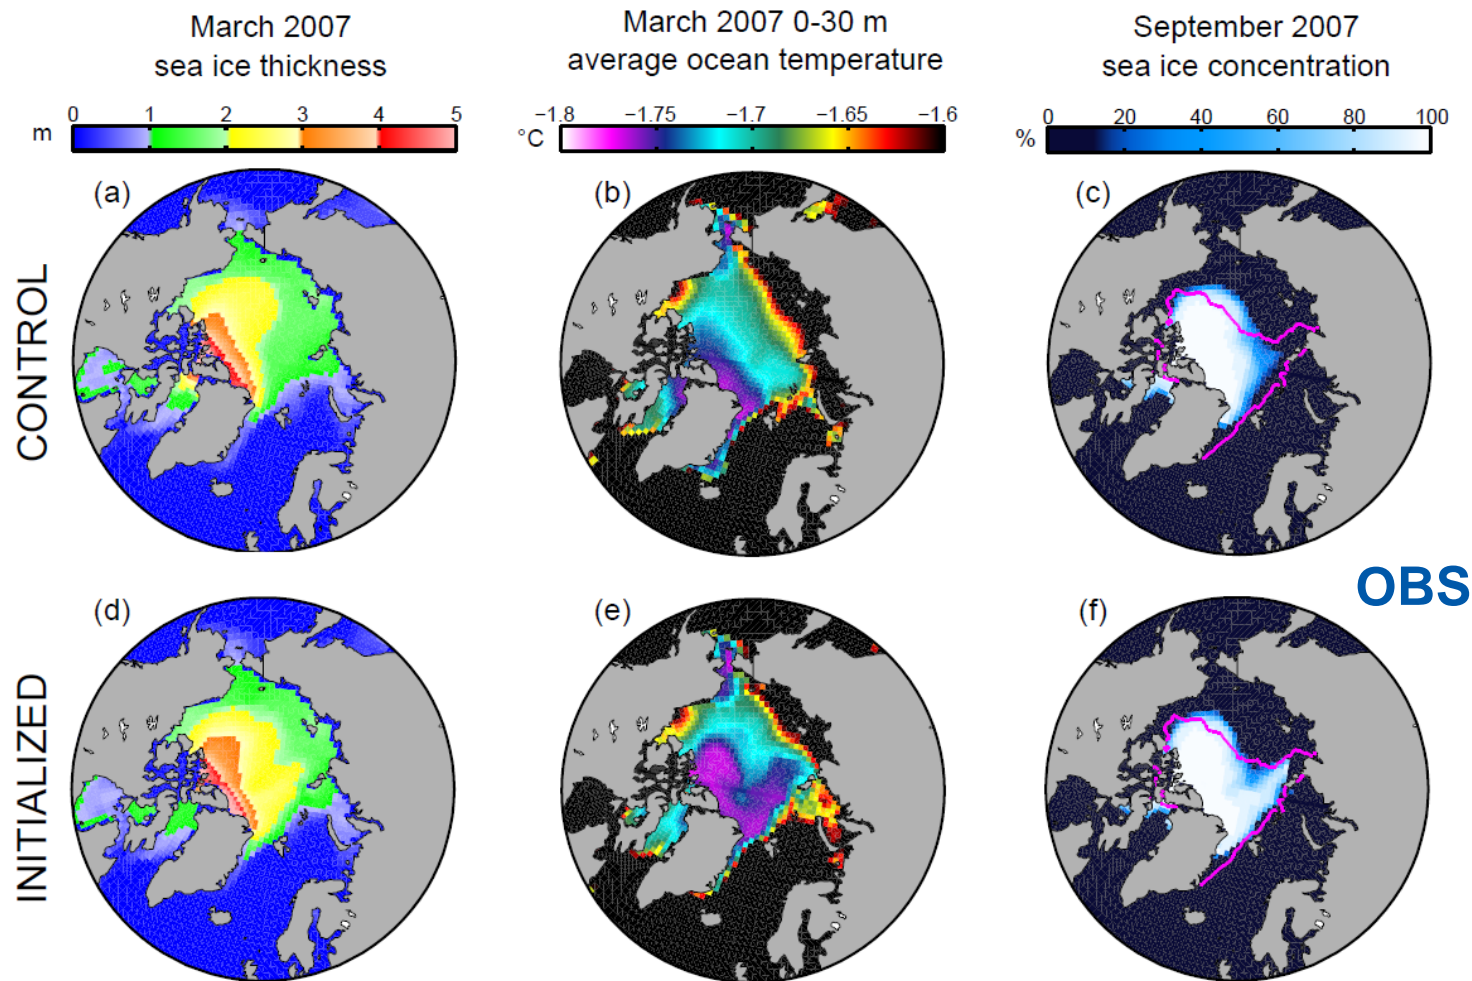 March 2007
sea ice thickness
March 2007 0-30 m
average ocean temperature
September 2007
sea ice concentration
m 0 1 2 3 4 5
°C −1.8 −1.75 −1.7 −1.65 −1.6
% 0 20 40 60 80 100
CONTROL
(a)
(b)
(c)
OBS
INITIALIZED
(d)
(e)
(f)